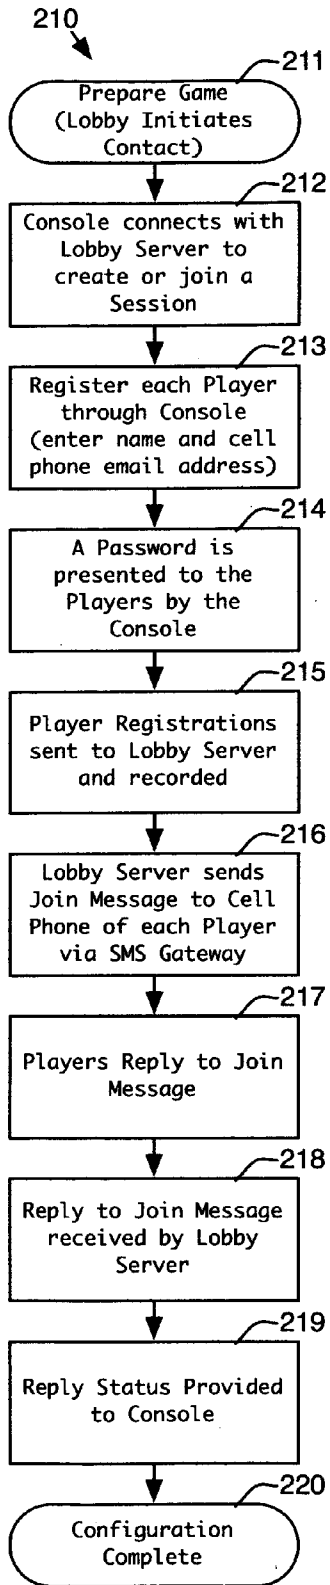 210
211
Prepare Game
(Lobby Initiates
Contact)
212
Console connects with
Lobby Server to
create or join a
Session
213
Register each Player
through Console
(enter name and cell
phone email address)
214
A Password is
presented to the
Players by the
Console
215
Player Registrations
sent to Lobby Server
and recorded
216
Lobby Server sends
Join Message to Cell
Phone of each Player
via SMS Gateway
217
Players Reply to Join
Message
218
Reply to Join Message
received by Lobby
Server
219
Reply Status Provided
to Console
220
Configuration
Complete